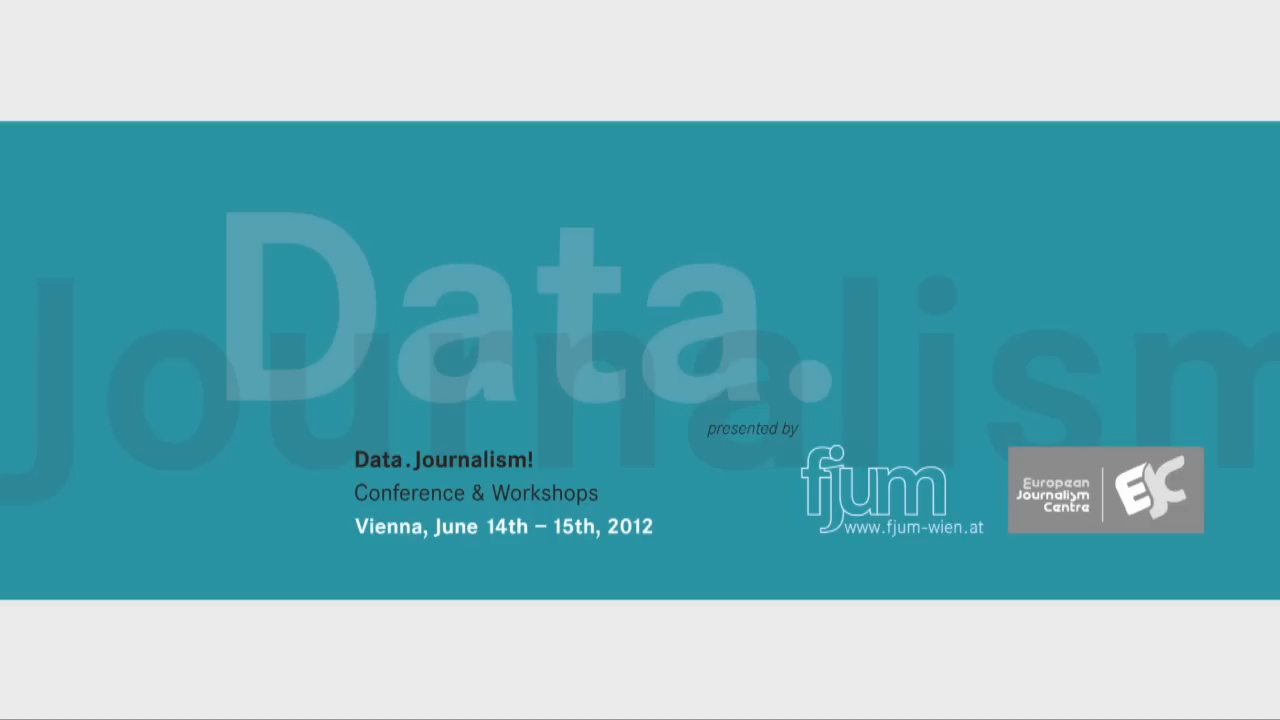 Data.
Journalism
presented by
Data.Journalism!
Conference & Workshops
Vienna, June 14th – 15th, 2012
fjum
www.fjum-wien.at
European
Journalism
Centre
EJC